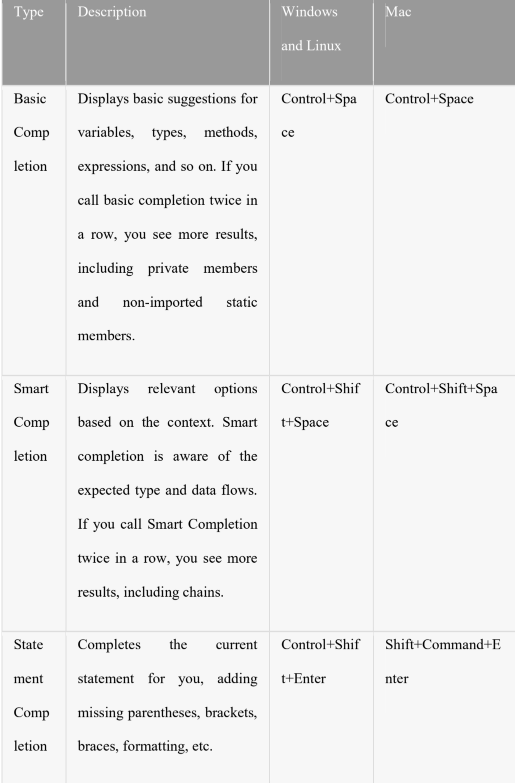 Type Description Windows Mac
and Linux
Basic Displays basic suggestions for Control+Spa Control+Space
Comp variables, types, methods, ce
letion expressions, and so on. If you
call basic completion twice in
a row, you see more results,
including private members
and non-imported static
members.
Smart Displays relevant options Control+Shif Control+Shift+Spa
Comp based on the context. Smart t+Space ce
letion completion is aware of the
expected type and data flows.
If you call Smart Completion
twice in a row, you see more
results, including chains.
State Completes the current Control+Shif Shift+Command+E
ment statement for you, adding t+Enter nter
Comp missing parentheses, brackets,
letion braces, formatting, etc.